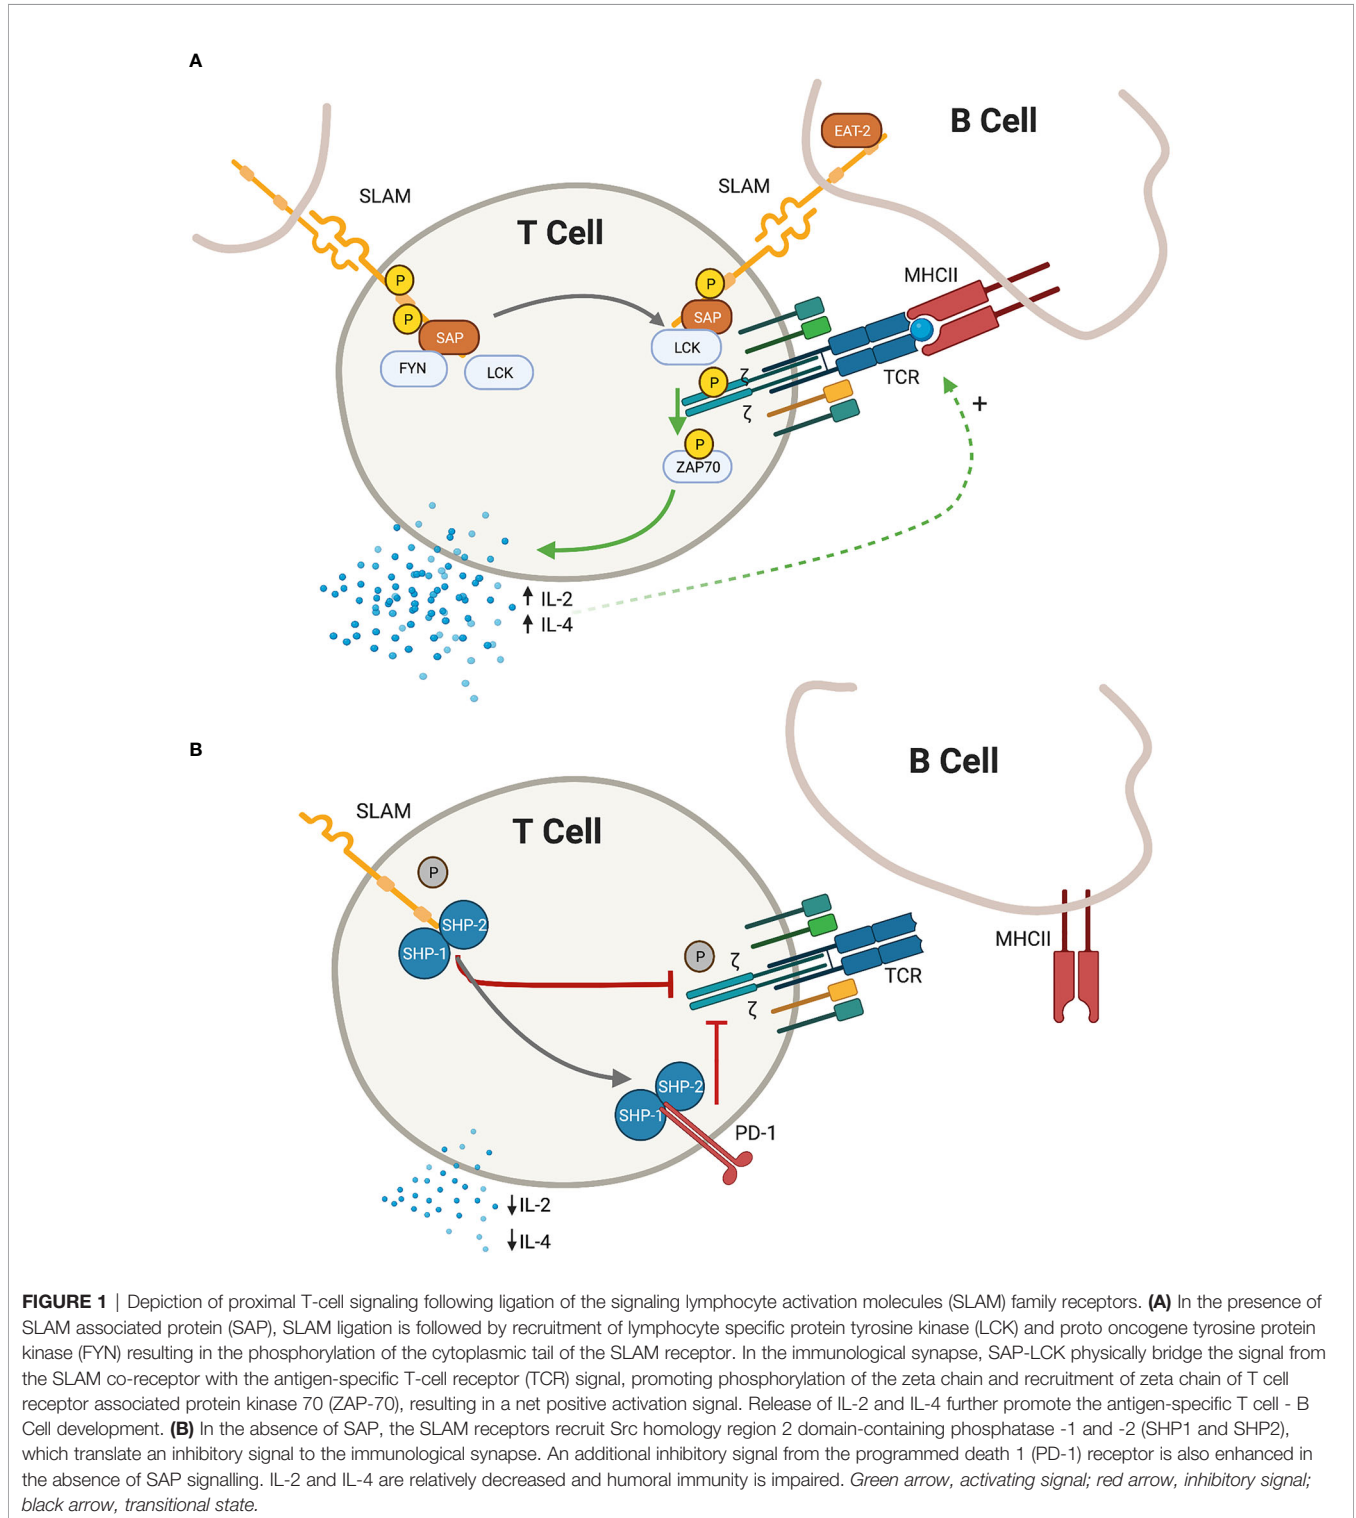 A
B Cell
EAT-2
SLAM
SLAM
T Cell
MHCII
P
P
P
SAP
SAP
FYN
LCK
LCK
TCR
P
ζ
ζ
+
P
ZAP70
IL-2
IL-4
B
B Cell
SLAM
T Cell
P
SHP-2
SHP-1
P
ζ
ζ
MHCII
TCR
SHP-2
SHP-1
PD-1
IL-2
IL-4
FIGURE 1 | Depiction of proximal T-cell signaling following ligation of the signaling lymphocyte activation molecules (SLAM) family receptors. (A) In the presence of
SLAM associated protein (SAP), SLAM ligation is followed by recruitment of lymphocyte specific protein tyrosine kinase (LCK) and proto oncogene tyrosine protein
kinase (FYN) resulting in the phosphorylation of the cytoplasmic tail of the SLAM receptor. In the immunological synapse, SAP-LCK physically bridge the signal from
the SLAM co-receptor with the antigen-specific T-cell receptor (TCR) signal, promoting phosphorylation of the zeta chain and recruitment of zeta chain of T cell
receptor associated protein kinase 70 (ZAP-70), resulting in a net positive activation signal. Release of IL-2 and IL-4 further promote the antigen-specific T cell - B
Cell development. (B) In the absence of SAP, the SLAM receptors recruit Src homology region 2 domain-containing phosphatase -1 and -2 (SHP1 and SHP2),
which translate an inhibitory signal to the immunological synapse. An additional inhibitory signal from the programmed death 1 (PD-1) receptor is also enhanced in
the absence of SAP signalling. IL-2 and IL-4 are relatively decreased and humoral immunity is impaired. Green arrow, activating signal; red arrow, inhibitory signal;
black arrow, transitional state.